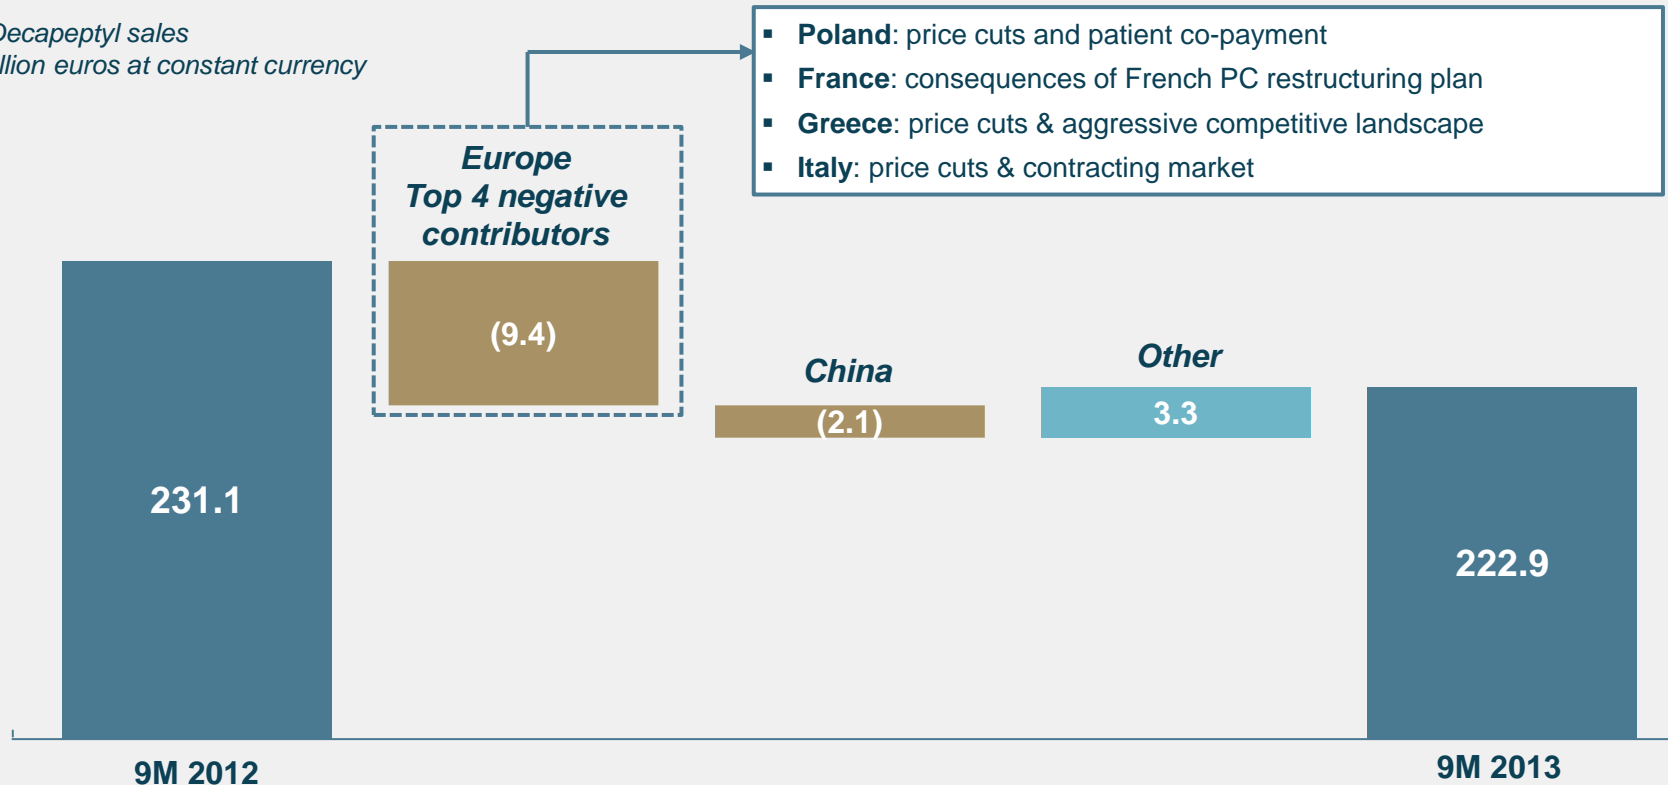 Decapeptyl sales
euros at constant currency
▪ Poland: price cuts and patient co-payment
▪ France: consequences of French PC restructuring plan
▪ Greece: price cuts & aggressive competitive landscape
▪ Italy: price cuts & contracting market
Europe
Top 4 negative
contributors
(9.4)
China
(2.1)
Other
3.3
231.1
222.9
9M 2012
9M 2013